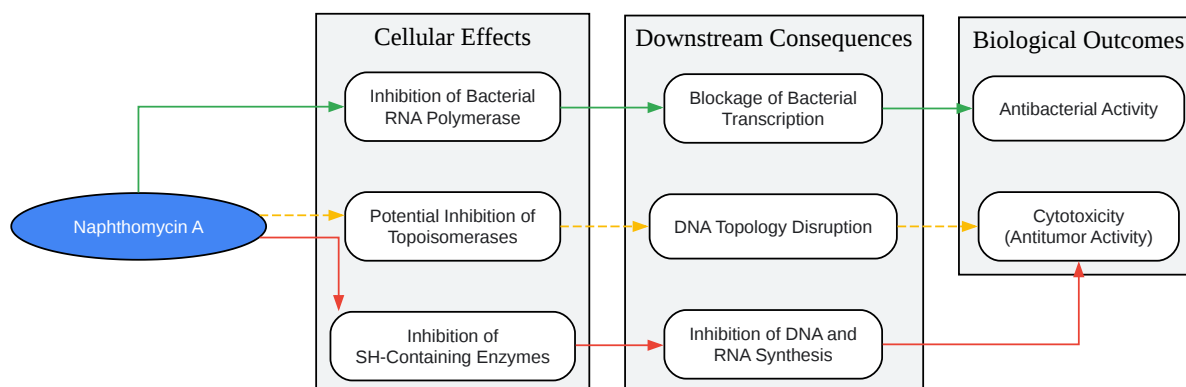 Cellular Effects
Downstream Consequences
Biological Outcomes
Inhibition of Bacterial
RNA Polymerase
Blockage of Bacterial
Transcription
Antibacterial Activity
Naphthomycin A
Potential Inhibition of
Topoisomerases
DNA Topology Disruption
Cytotoxicity
(Antitumor Activity)
Inhibition of
SH-Containing Enzymes
Inhibition of DNA and
RNA Synthesis